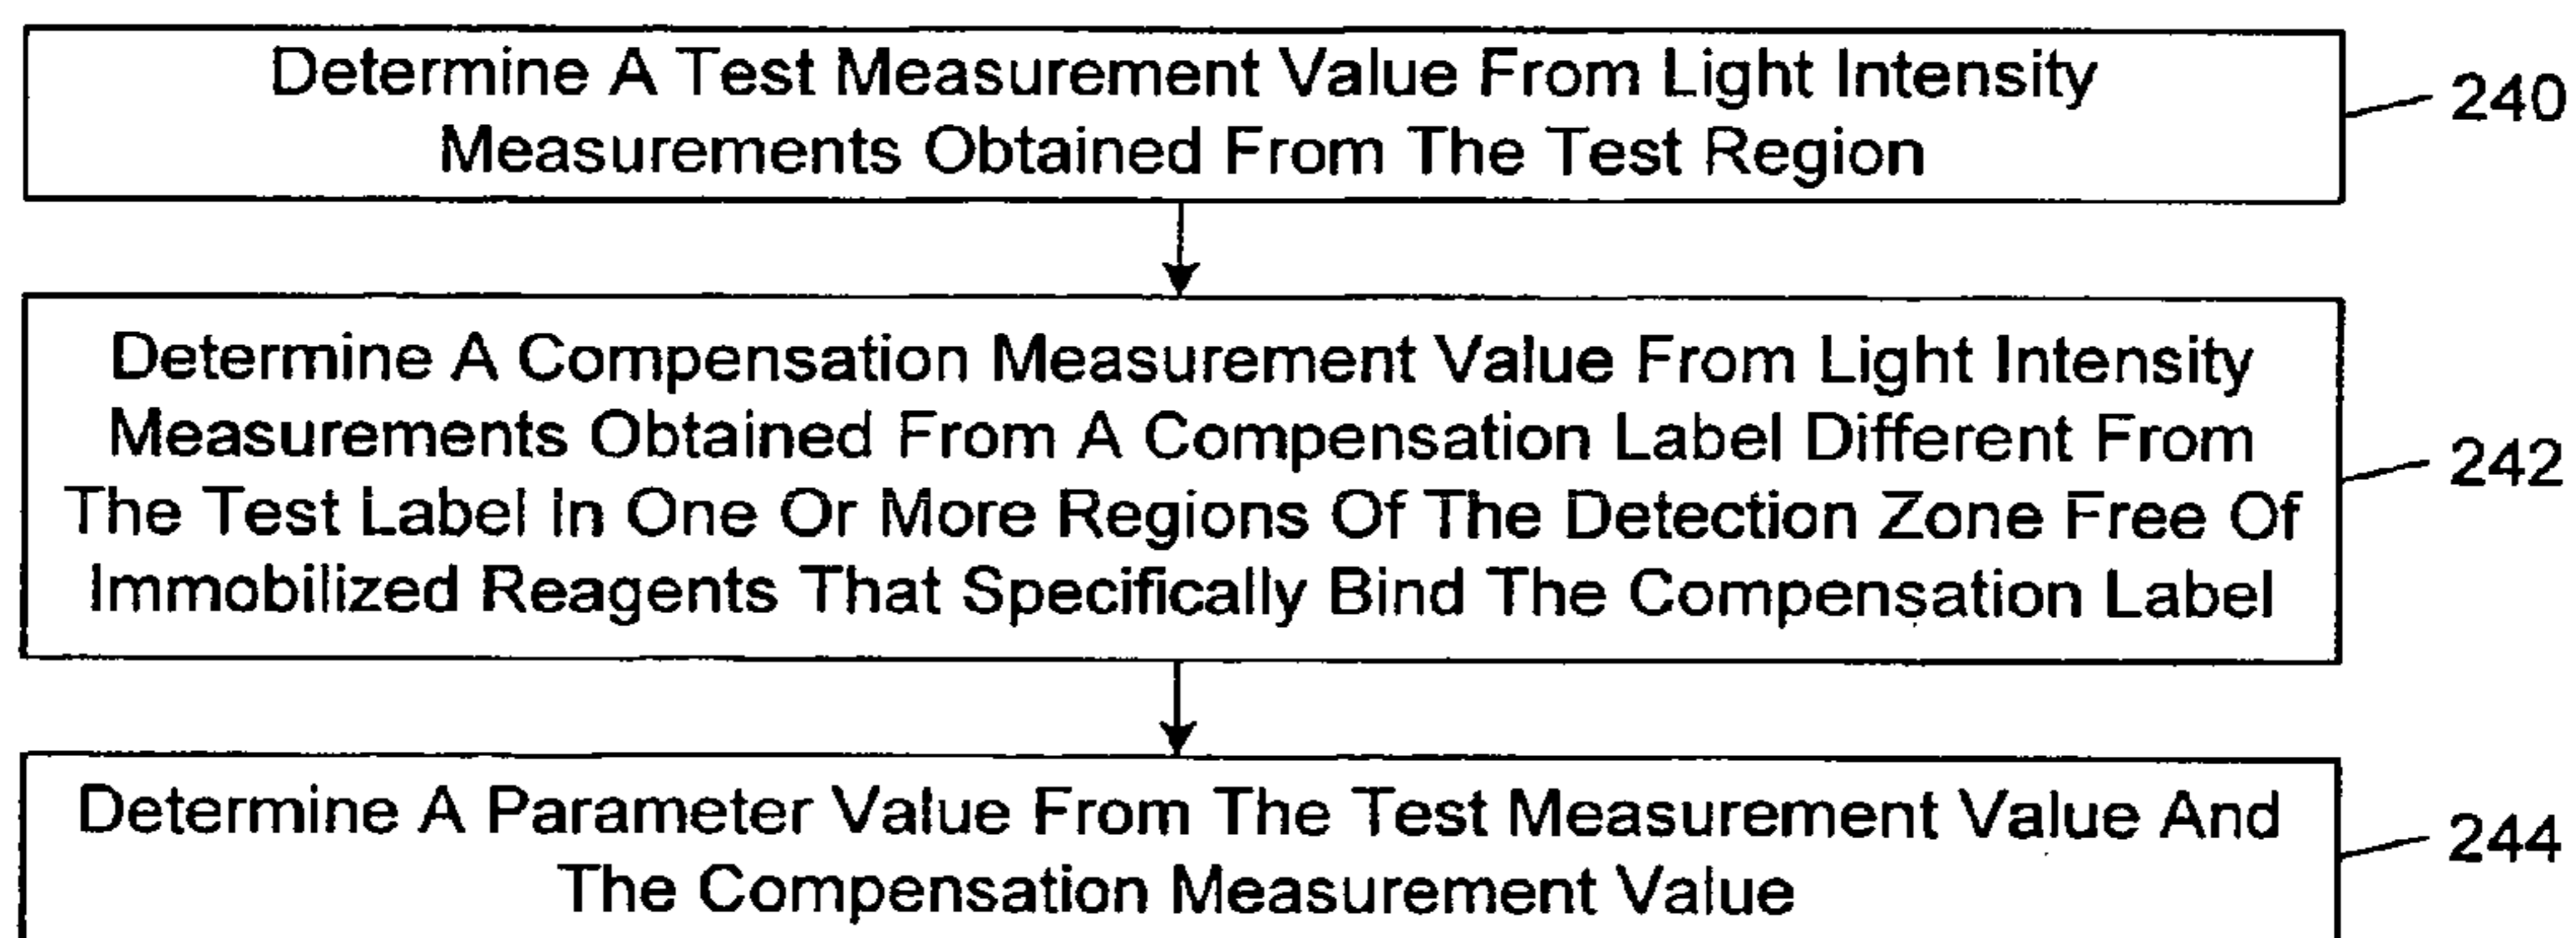 Determine A Test Measurement Value From Light Intensity
Measurements Obtained From The Test Region
240
Determine A Compensation Measurement Value From Light Intensity
Measurements Obtained From A Compensation Label Different From
The Test Label In One Or More Regions Of The Detection Zone Free Of
Immobilized Reagents That Specifically Bind The Compensation Label
242
Determine A Parameter Value From The Test Measurement Value And
The Compensation Measurement Value
244